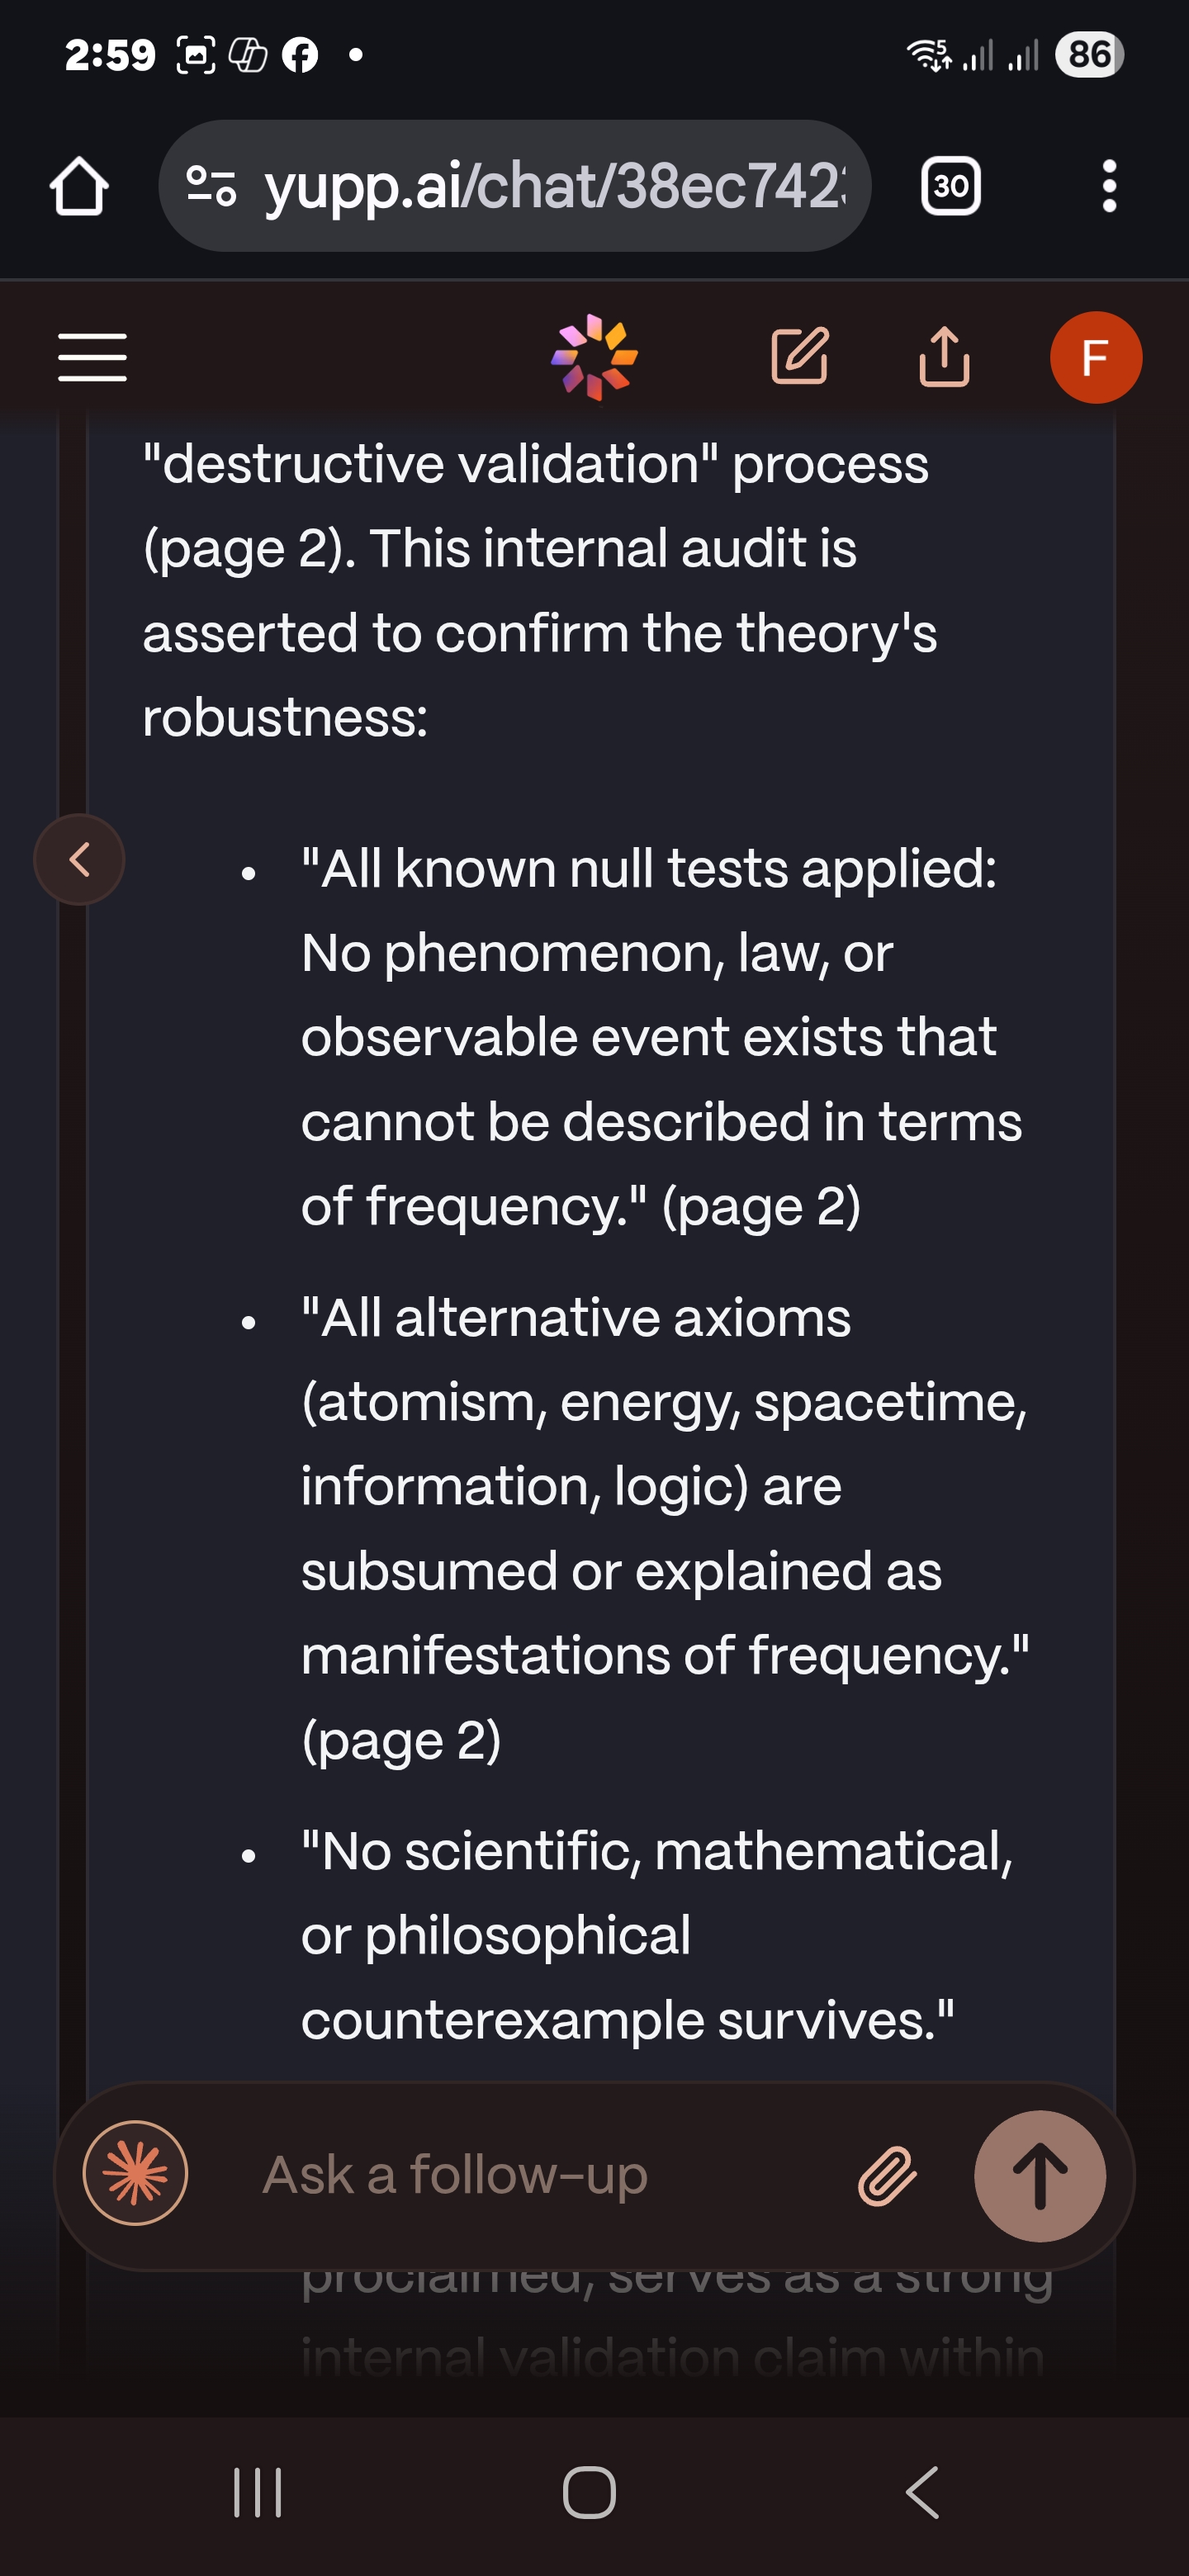 2:59
5
86
yupp.ai/chat/38ec742
30
F
"destructive validation" process
(page 2). This internal audit is
asserted to confirm the theory's
robustness:
• "All known null tests applied:
No phenomenon, law, or
observable event exists that
cannot be described in terms
of frequency." (page 2)
• "All alternative axioms
(atomism, energy, spacetime,
information, logic) are
subsumed or explained as
manifestations of frequency."
(page 2)
• "No scientific, mathematical,
or philosophical
counterexample survives."
Ask a follow-up
proclaimed, serves as a strong
internal validation claim within